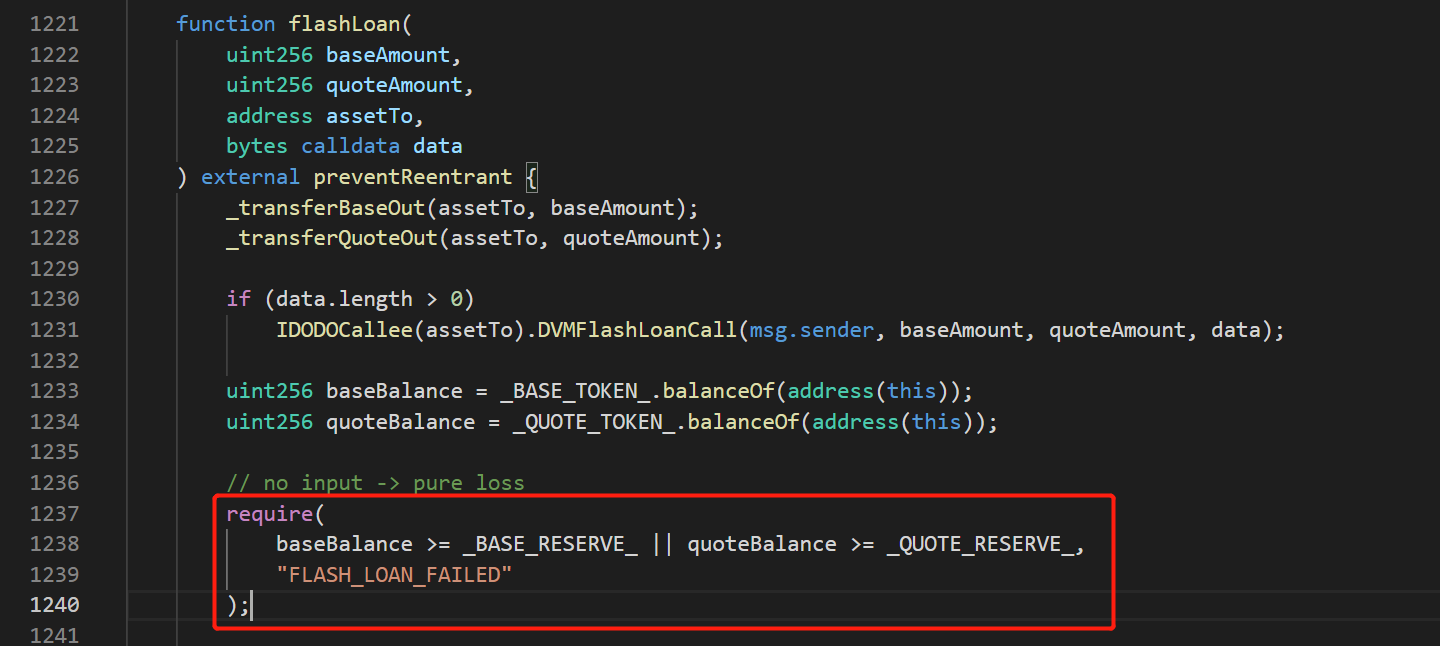 1221 function flashLoan(
1222 uint256 baseAmount,
1223 uint256 quoteAmount,
1224 address assetTo,
1225 bytes calldata data
1226 ) external preventReentrant {
1227 _transferBaseOut(assetTo, baseAmount);
1228 _transferQuoteOut(assetTo, quoteAmount);
1229
1230 if (data.length > 0)
1231 IDODOCallee(assetTo).DVMFlashLoanCall(msg.sender, baseAmount, quoteAmount, data);
1232
1233 uint256 baseBalance = _BASE_TOKEN_.balanceOf(address(this));
1234 uint256 quoteBalance = _QUOTE_TOKEN_.balanceOf(address(this));
1235
1236 // no input -> pure loss
1237 require(
1238 baseBalance >= _BASE_RESERVE_ || quoteBalance >= _QUOTE_RESERVE_,
1239 "FLASH_LOAN_FAILED"
1240 );
1241